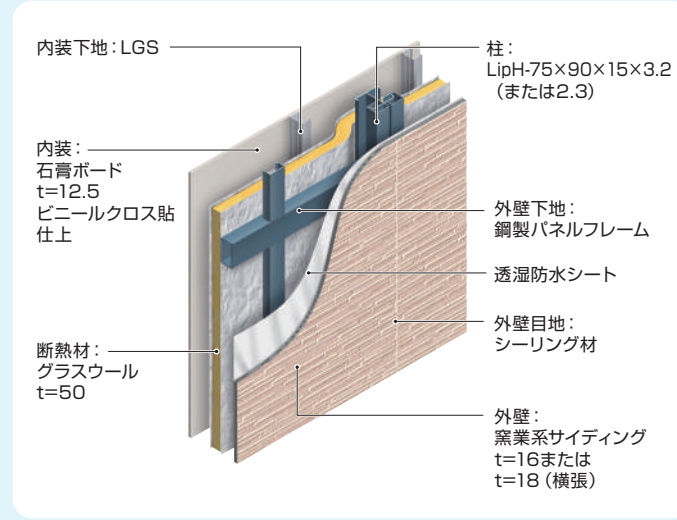 内装下地：LGS
内装：
石膏ボード
t=12.5
ビニールクロス貼
仕上
断熱材：
グラスウール
t=50
柱：
LipH-75×90×15×3.2
（または2.3）
外壁下地：
鋼製パネルフレーム
透湿防水シート
外壁目地：
シーリング材
外壁：
窯業系サイディング
t=16または
t=18（横張）